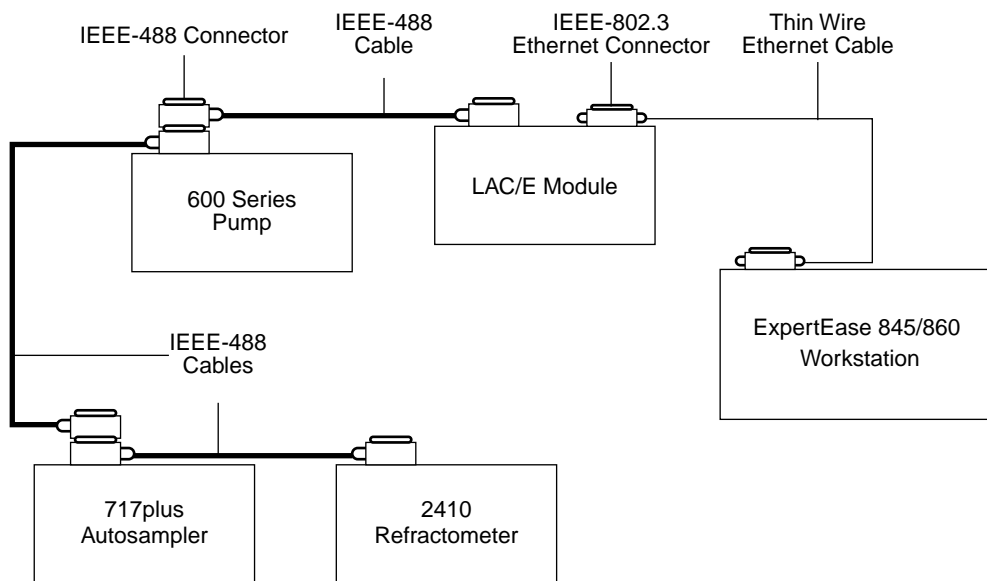 IEEE-488 Connector
IEEE-488
Cable
IEEE-802.3
Ethernet Connector
Thin Wire
Ethernet Cable
600 Series
Pump
LAC/E Module
ExpertEase 845/860
Workstation
IEEE-488
Cables
717plus
Autosampler
2410
Refractometer